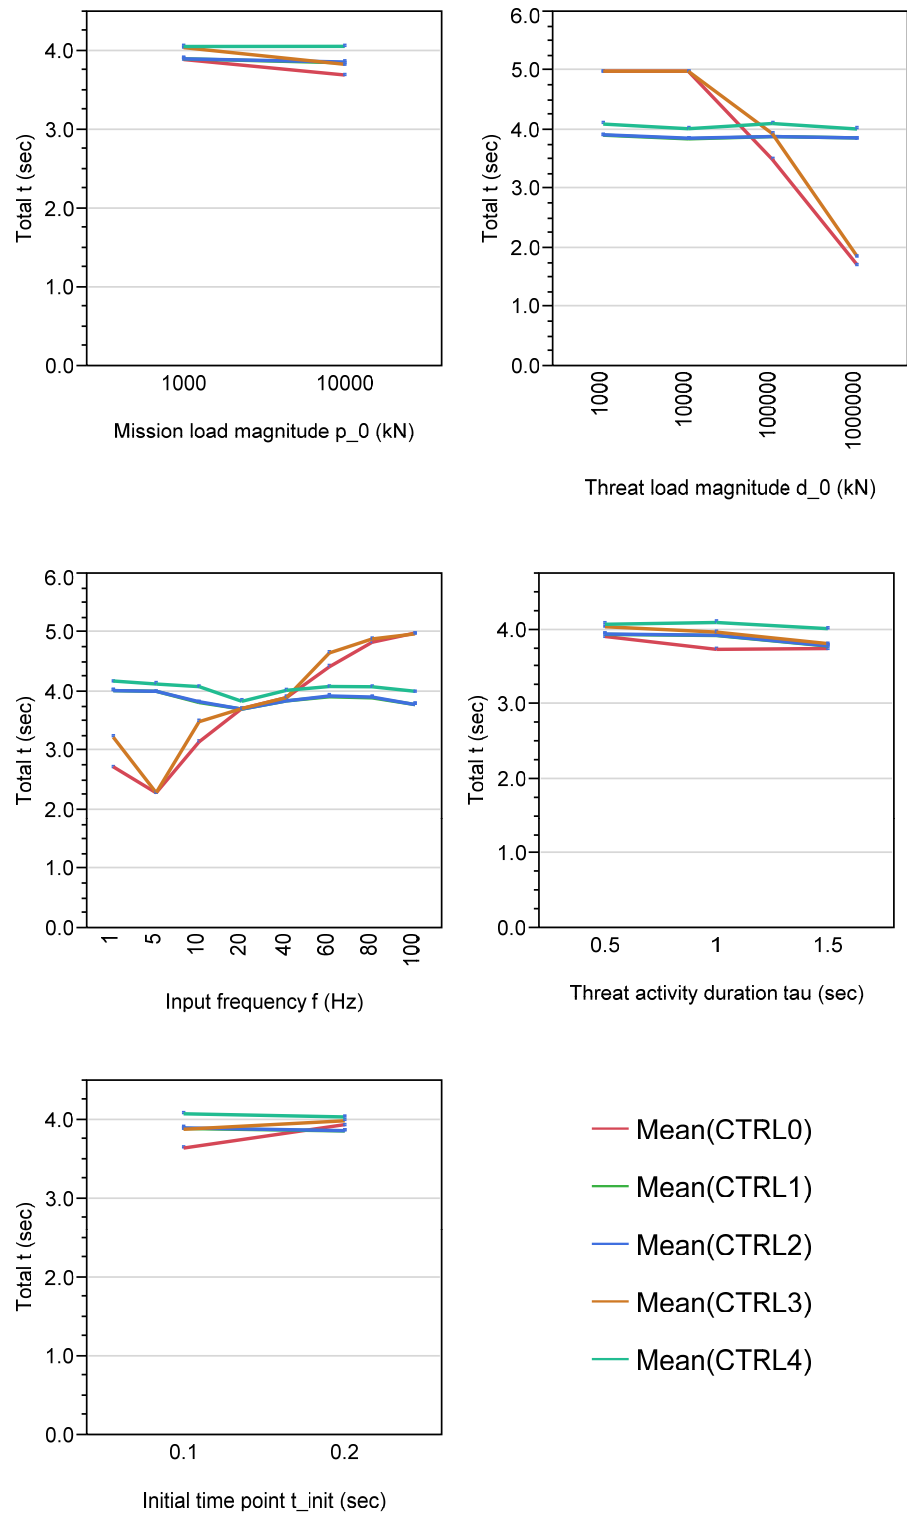 4.0
3.0
2.0
1.0
0.0
Total t (sec)
1000 10000
Mission load magnitude p_0 (kN)
6.0
5.0
4.0
3.0
2.0
1.0
0.0
Total t (sec)
1000 10000 100000 1000000
Threat load magnitude d_0 (kN)
6.0
5.0
4.0
3.0
2.0
1.0
0.0
Total t (sec)
1 5 10 20 40 60 80 100
Input frequency f (Hz)
4.0
3.0
2.0
1.0
0.0
Total t (sec)
0.5 1 1.5
Threat activity duration tau (sec)
4.0
3.0
2.0
1.0
0.0
Total t (sec)
0.1 0.2
Initial time point t_init (sec)
Mean(CTRL0)
Mean(CTRL1)
Mean(CTRL2)
Mean(CTRL3)
Mean(CTRL4)